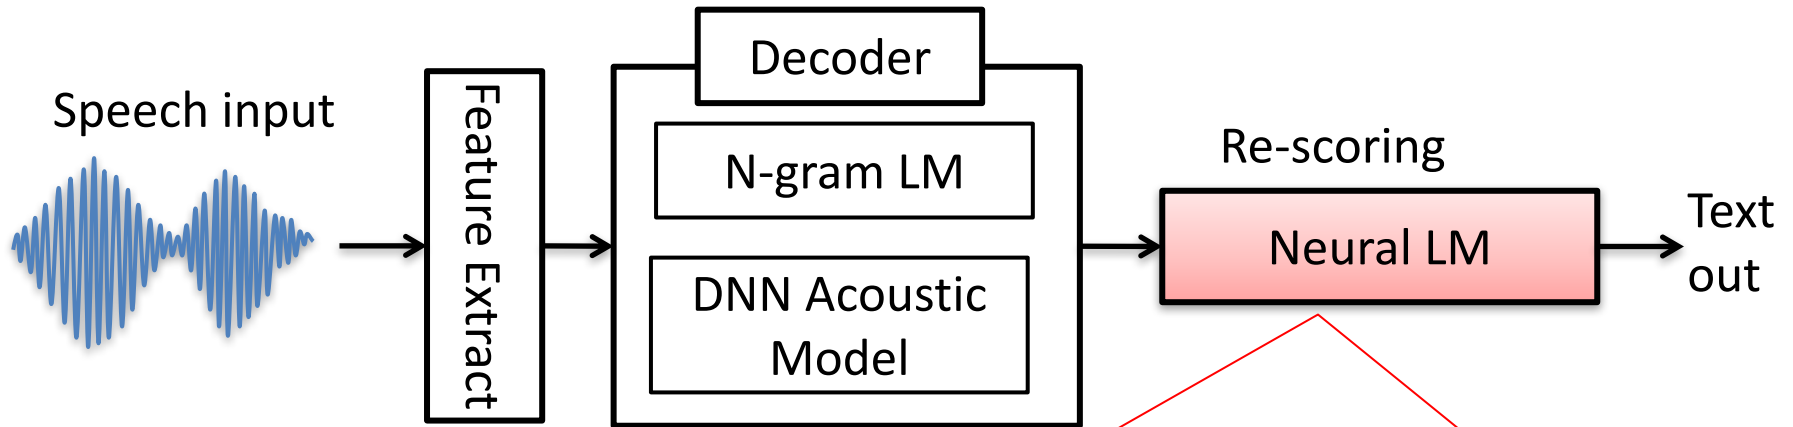 Speech input
Feature Extract
Decoder
N-gram LM
DNN Acoustic
Model
Re-scoring
Neural LM
Text
out